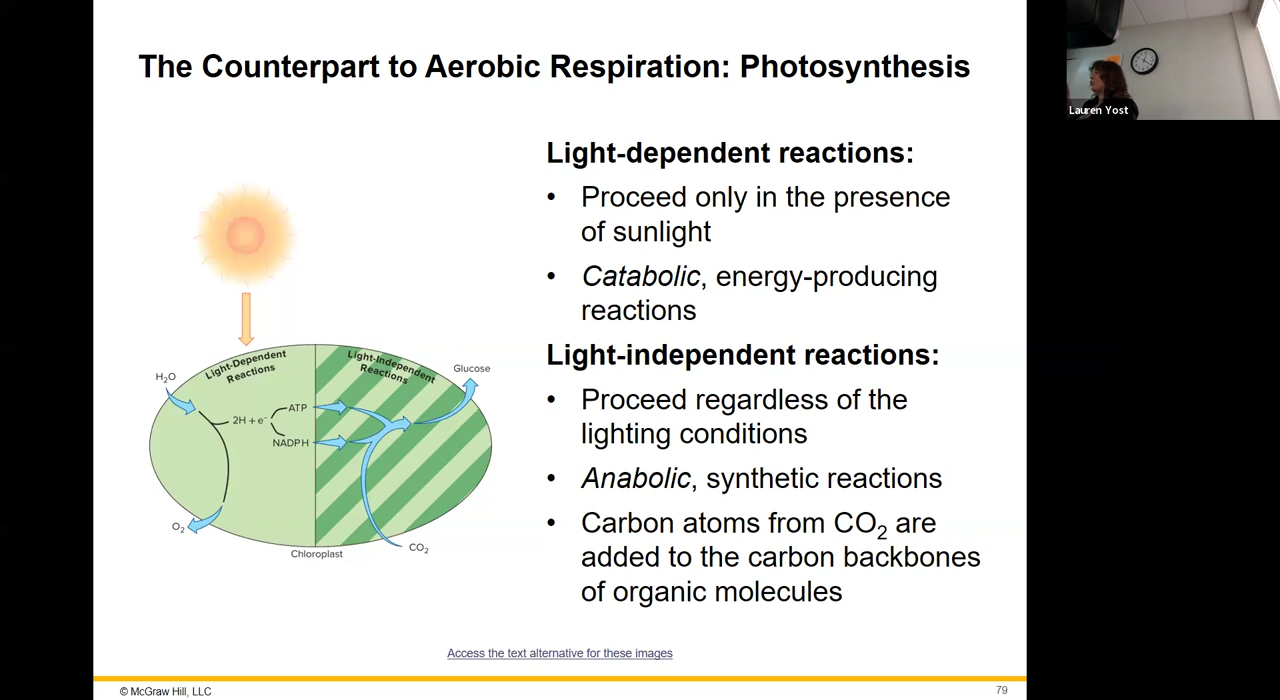 The Counterpart to Aerobic Respiration: Photosynthesis
Lauren Yost
Light-dependent reactions:
• Proceed only in the presence
of sunlight
• Catabolic, energy-producing
reactions
Light-independent reactions:
• Proceed regardless of the
lighting conditions
• Anabolic, synthetic reactions
• Carbon atoms from CO₂ are
added to the carbon backbones
of organic molecules
Light-Dependent
Reactions
Light-Independent
Reactions
Glucose
H₂O
ATP
2H + e⁻
NADPH
O₂
CO₂
Chloroplast
Access the text alternative for these images
© McGraw Hill, LLC
79